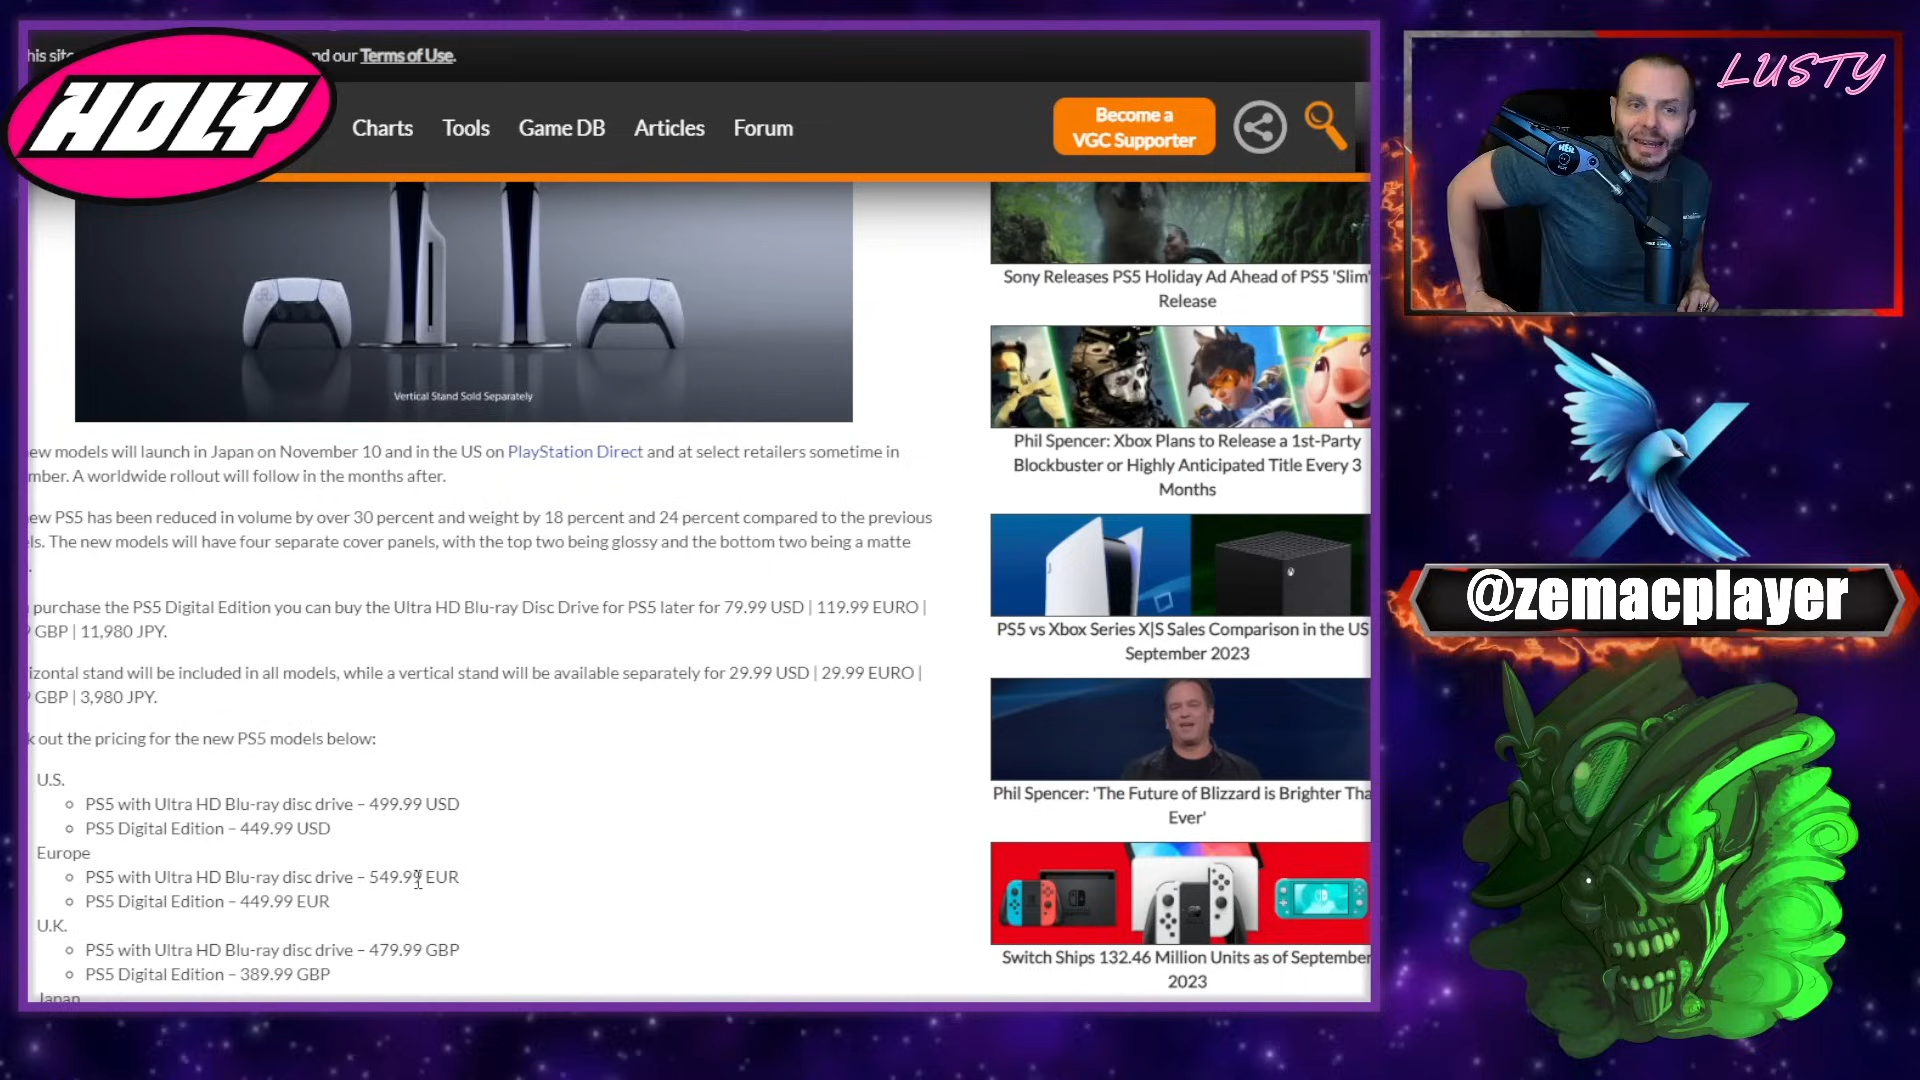 his site
nd our Terms of Use.
HOLY
Charts
Tools
Game DB
Articles
Forum
Become a
VGC Supporter
LUSTY
Vertical Stand Sold Separately
ew models will launch in Japan on November 10 and in the US on PlayStation Direct and at select retailers sometime in
mber. A worldwide rollout will follow in the months after.
ew PS5 has been reduced in volume by over 30 percent and weight by 18 percent and 24 percent compared to the previous
ls. The new models will have four separate cover panels, with the top two being glossy and the bottom two being a matte
.
purchase the PS5 Digital Edition you can buy the Ultra HD Blu-ray Disc Drive for PS5 later for 79.99 USD | 119.99 EURO |
GBP | 11,980 JPY.
izontal stand will be included in all models, while a vertical stand will be available separately for 29.99 USD | 29.99 EURO |
GBP | 3,980 JPY.
k out the pricing for the new PS5 models below:
U.S.
PS5 with Ultra HD Blu-ray disc drive – 499.99 USD
PS5 Digital Edition – 449.99 USD
Europe
PS5 with Ultra HD Blu-ray disc drive – 549.99 EUR
PS5 Digital Edition – 449.99 EUR
U.K.
PS5 with Ultra HD Blu-ray disc drive – 479.99 GBP
PS5 Digital Edition – 389.99 GBP
Japan
Sony Releases PS5 Holiday Ad Ahead of PS5 'Slim'
Release
Phil Spencer: Xbox Plans to Release a 1st-Party
Blockbuster or Highly Anticipated Title Every 3
Months
PS5 vs Xbox Series X|S Sales Comparison in the US
September 2023
Phil Spencer: 'The Future of Blizzard is Brighter Tha
Ever'
Switch Ships 132.46 Million Units as of September
2023
@zemacplayer